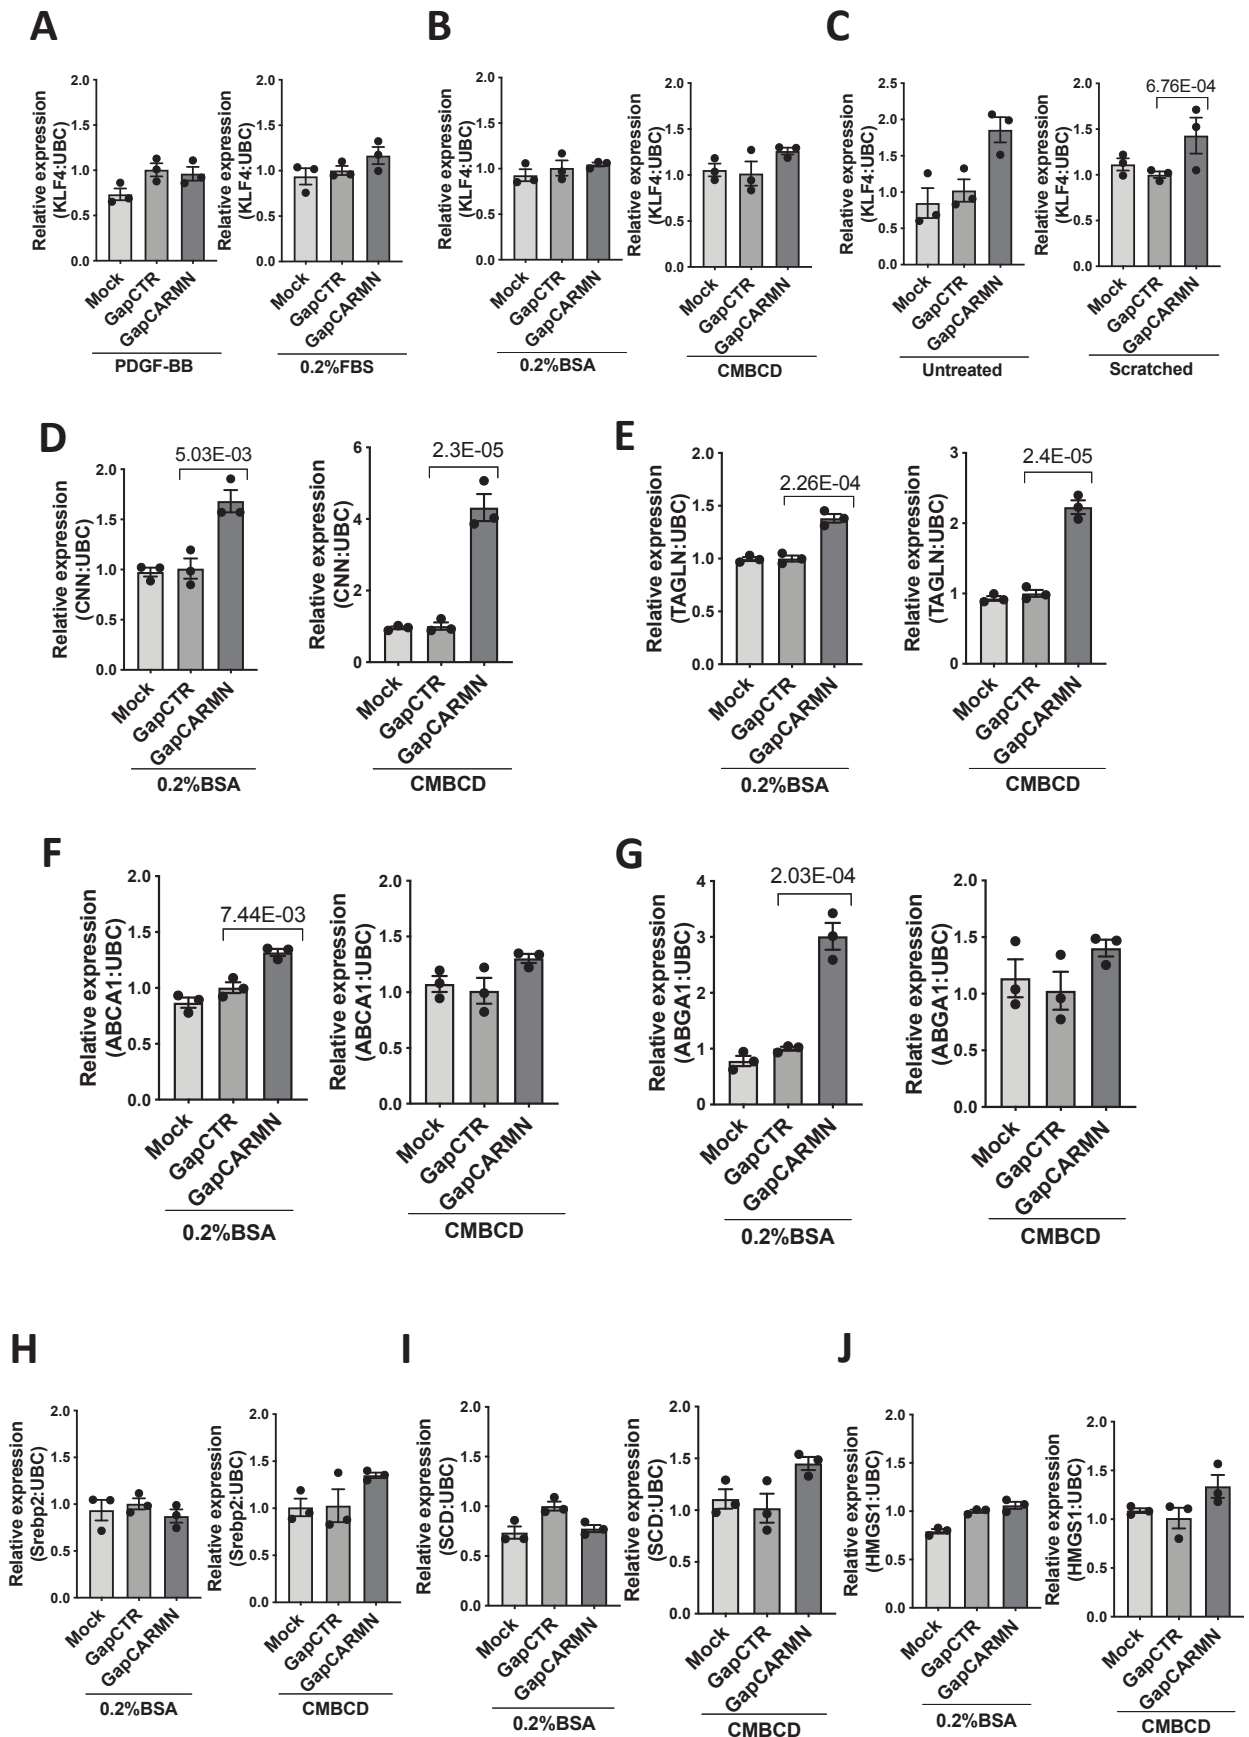 A
Relative expression
(KLF4:UBC)
2.0
1.5
1.0
0.5
0.0
Mock
GapCTR
GapCARMN
PDGF-BB
Relative expression
(KLF4:UBC)
2.0
1.5
1.0
0.5
0.0
Mock
GapCTR
GapCARMN
0.2%FBS
B
Relative expression
(KLF4:UBC)
2.0
1.5
1.0
0.5
0.0
Mock
GapCTR
GapCARMN
0.2%BSA
Relative expression
(KLF4:UBC)
2.0
1.5
1.0
0.5
0.0
Mock
GapCTR
GapCARMN
CMBCD
C
Relative expression
(KLF4:UBC)
2.5
2.0
1.5
1.0
0.5
0.0
Mock
GapCTR
GapCARMN
Untreated
Relative expression
(KLF4:UBC)
2.0
1.5
1.0
0.5
0.0
6.76E-04
Mock
GapCTR
GapCARMN
Scratched
D
Relative expression
(CNN:UBC)
2.0
1.5
1.0
0.5
0.0
5.03E-03
Mock
GapCTR
GapCARMN
0.2%BSA
Relative expression
(CNN:UBC)
6
4
2
0
2.3E-05
Mock
GapCTR
GapCARMN
CMBCD
E
Relative expression
(TAGLN:UBC)
2.0
1.5
1.0
0.5
0.0
2.26E-04
Mock
GapCTR
GapCARMN
0.2%BSA
Relative expression
(TAGLN:UBC)
3
2
1
0
2.4E-05
Mock
GapCTR
GapCARMN
CMBCD
F
Relative expression
(ABCA1:UBC)
2.0
1.5
1.0
0.5
0.0
7.44E-03
Mock
GapCTR
GapCARMN
0.2%BSA
Relative expression
(ABCA1:UBC)
2.0
1.5
1.0
0.5
0.0
Mock
GapCTR
GapCARMN
CMBCD
G
Relative expression
(ABGA1:UBC)
4
3
2
1
0
2.03E-04
Mock
GapCTR
GapCARMN
0.2%BSA
Relative expression
(ABGA1:UBC)
2.0
1.5
1.0
0.5
0.0
Mock
GapCTR
GapCARMN
CMBCD
H
Relative expression
(Srebp2:UBC)
2.0
1.5
1.0
0.5
0.0
Mock
GapCTR
GapCARMN
0.2%BSA
Relative expression
(Srebp2:UBC)
2.0
1.5
1.0
0.5
0.0
Mock
GapCTR
GapCARMN
CMBCD
I
Relative expression
(SCD:UBC)
2.0
1.5
1.0
0.5
0.0
Mock
GapCTR
GapCARMN
0.2%BSA
Relative expression
(SCD:UBC)
2.0
1.5
1.0
0.5
0.0
Mock
GapCTR
GapCARMN
CMBCD
J
Relative expression
(HMGS1:UBC)
2.0
1.5
1.0
0.5
0.0
Mock
GapCTR
GapCARMN
0.2%BSA
Relative expression
(HMGS1:UBC)
2.0
1.5
1.0
0.5
0.0
Mock
GapCTR
GapCARMN
CMBCD